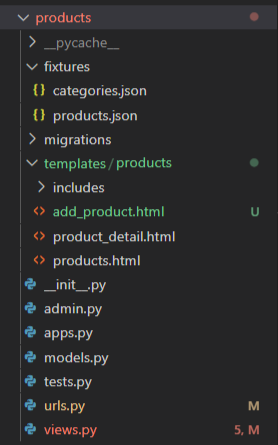 products
__pycache__
fixtures
{} categories.json
{} products.json
migrations
templates/products
includes
<> add_product.html U
<> product_detail.html
<> products.html
__init__.py
admin.py
apps.py
models.py
tests.py
urls.py M
views.py 5, M